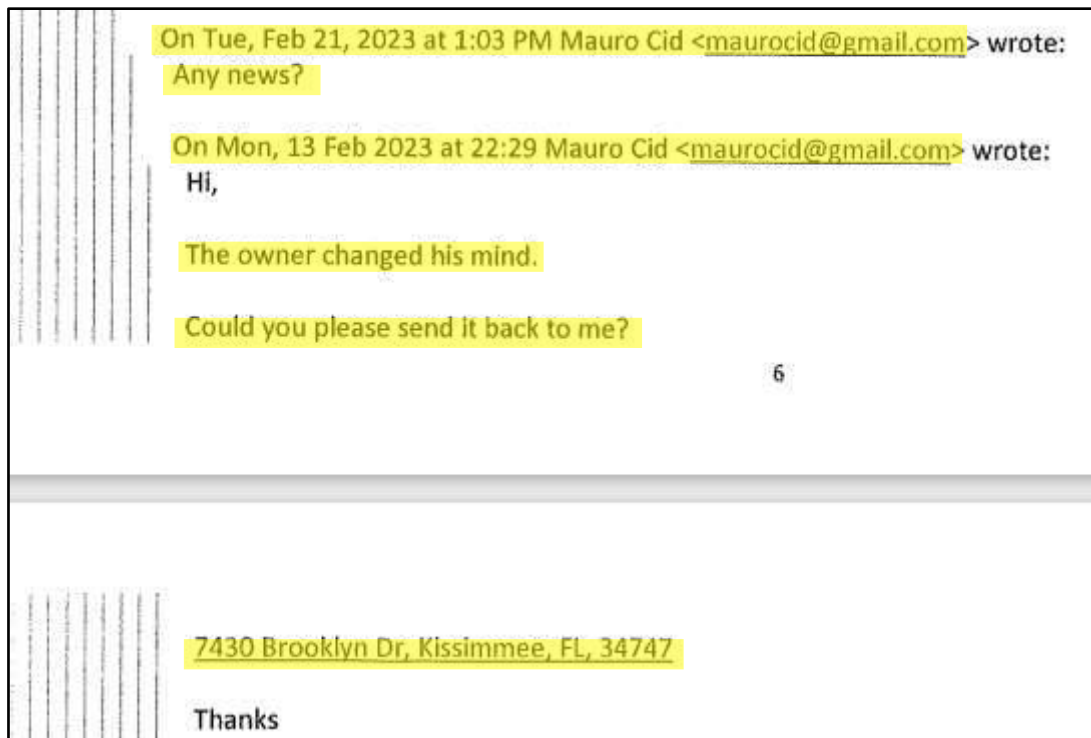 On Tue, Feb 21, 2023 at 1:03 PM Mauro Cid <maurocid@gmail.com> wrote:
Any news?
On Mon, 13 Feb 2023 at 22:29 Mauro Cid <maurocid@gmail.com> wrote:
Hi,
The owner changed his mind.
Could you please send it back to me?
6
7430 Brooklyn Dr, Kissimmee, FL, 34747
Thanks